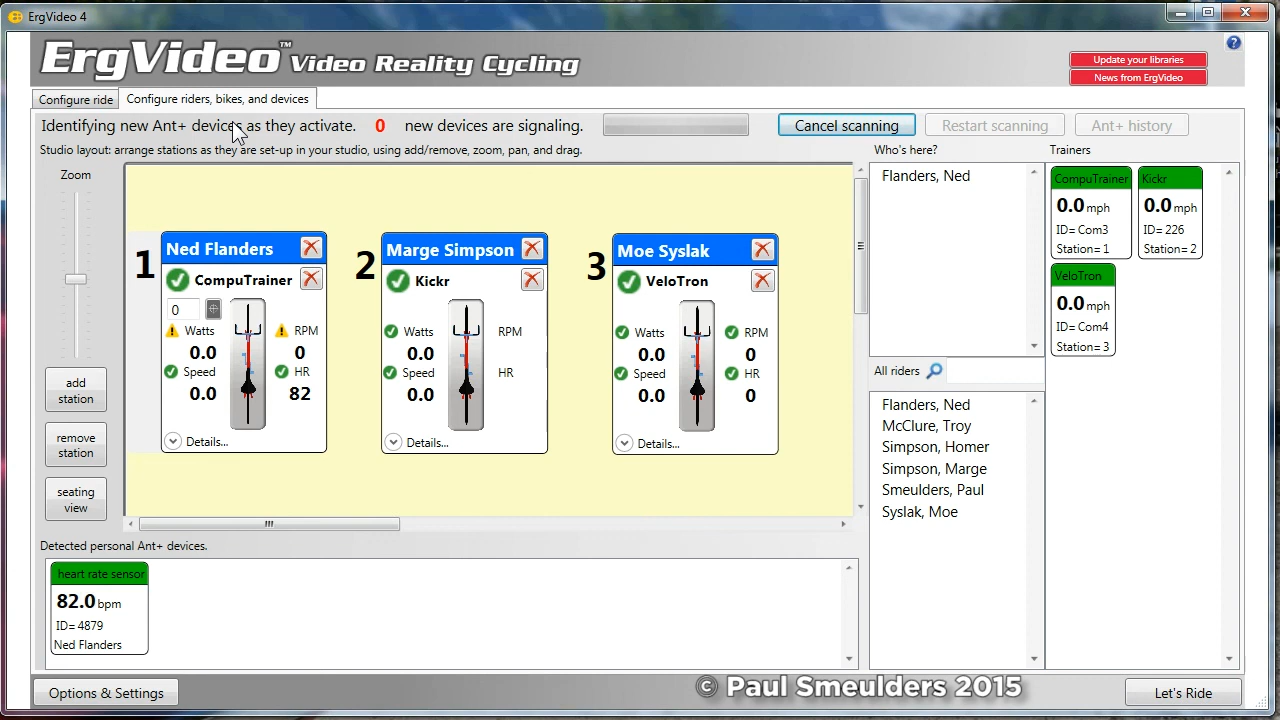 ErgVideo 4
ErgVideo™ Video Reality Cycling
Update your libraries
News from ErgVideo
Configure ride
Configure riders, bikes, and devices
Identifying new Ant+ devices as they activate. 0 new devices are signaling.
Cancel scanning
Restart scanning
Ant+ history
Studio layout: arrange stations as they are set-up in your studio, using add/remove, zoom, pan, and drag.
Who's here?
Trainers
Zoom
add station
remove station
seating view
1
Ned Flanders
CompuTrainer
0
Watts
RPM
0.0
0
Speed
HR
0.0
82
Details...
2
Marge Simpson
Kickr
Watts
RPM
0.0
Speed
HR
0.0
Details...
3
Moe Syslak
VeloTron
Watts
RPM
0.0
0
Speed
HR
0.0
0
Details...
Flanders, Ned
All riders
Flanders, Ned
McClure, Troy
Simpson, Homer
Simpson, Marge
Smeulders, Paul
Syslak, Moe
CompuTrainer
0.0 mph
ID= Com3
Station= 1
Kickr
0.0 mph
ID= 226
Station= 2
VeloTron
0.0 mph
ID= Com4
Station= 3
Detected personal Ant+ devices.
heart rate sensor
82.0 bpm
ID= 4879
Ned Flanders
Options & Settings
© Paul Smeulders 2015
Let's Ride